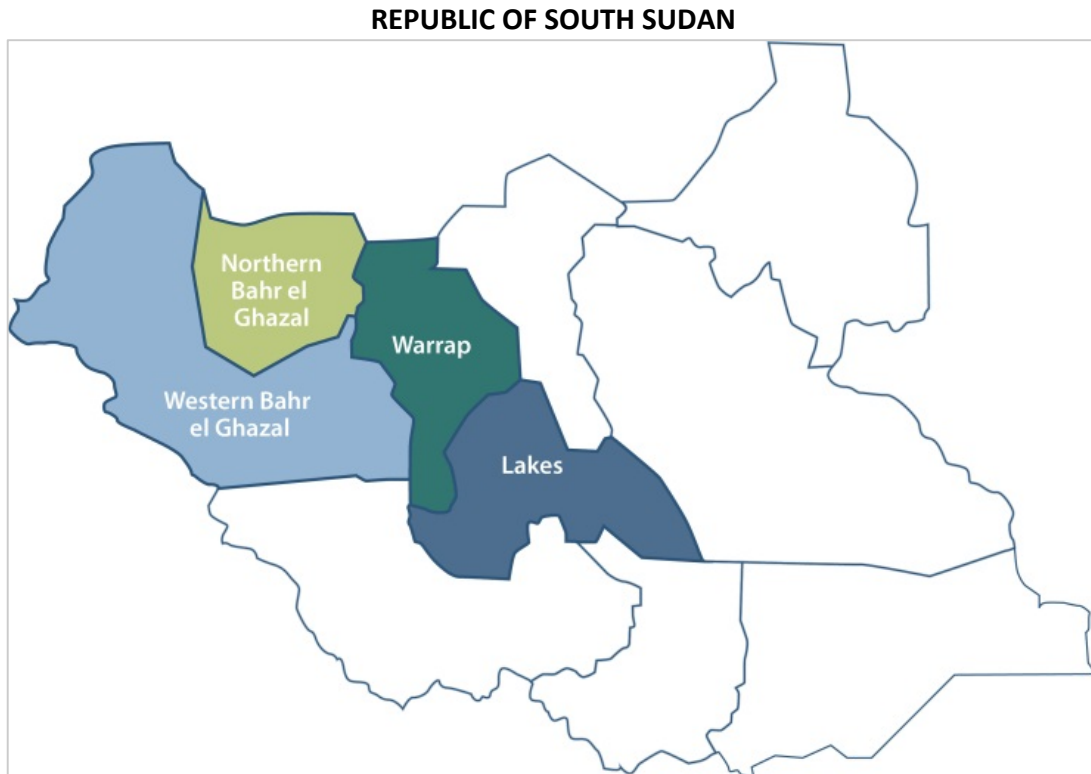 REPUBLIC OF SOUTH SUDAN
Northern
Bahr el
Ghazal
Warrap
Western Bahr
el Ghazal
Lakes